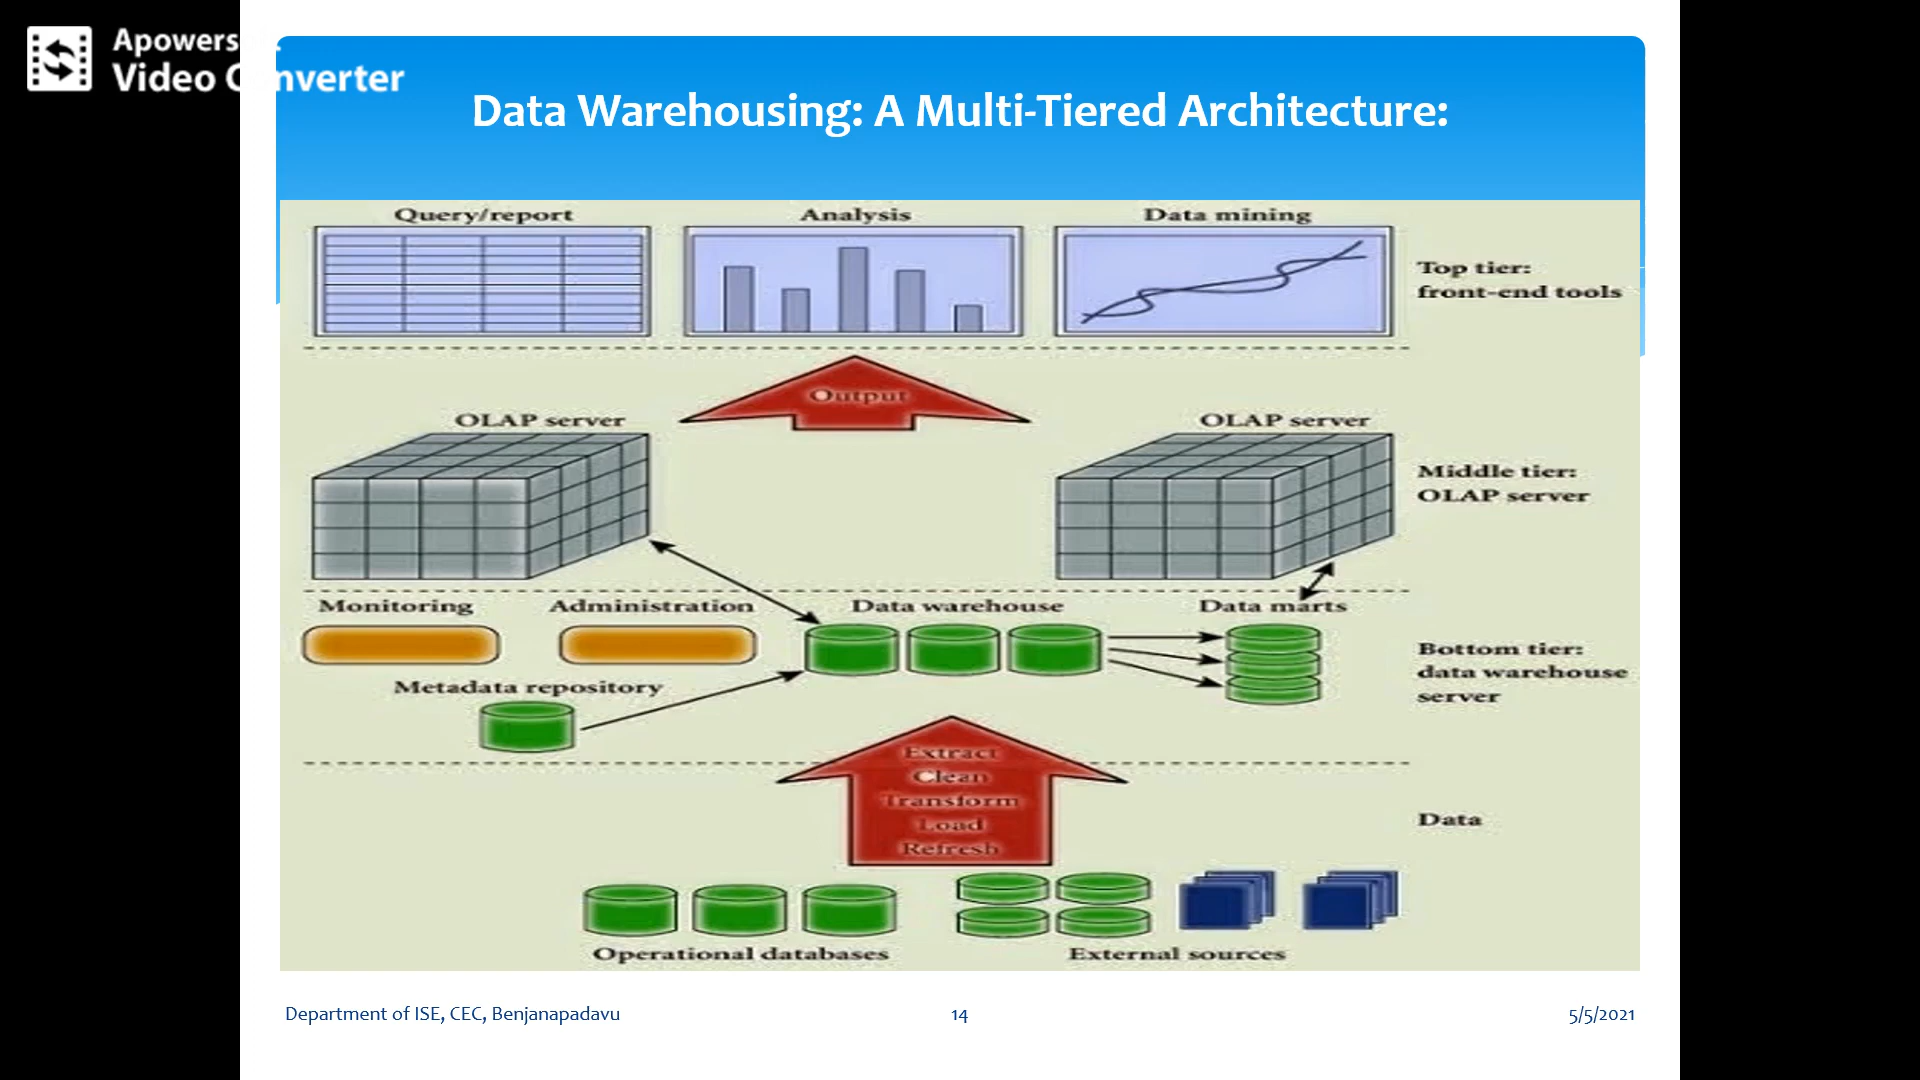 Apowers
Video Converter
Data Warehousing: A Multi-Tiered Architecture:
Query/report
Analysis
Data mining
Top tier:
front-end tools
Output
OLAP server
OLAP server
Middle tier:
OLAP server
Monitoring
Administration
Data warehouse
Data marts
Bottom tier:
data warehouse
server
Metadata repository
Extract
Clean
Transform
Load
Refresh
Data
Operational databases
External sources
Department of ISE, CEC, Benjanapadavu
14
5/5/2021